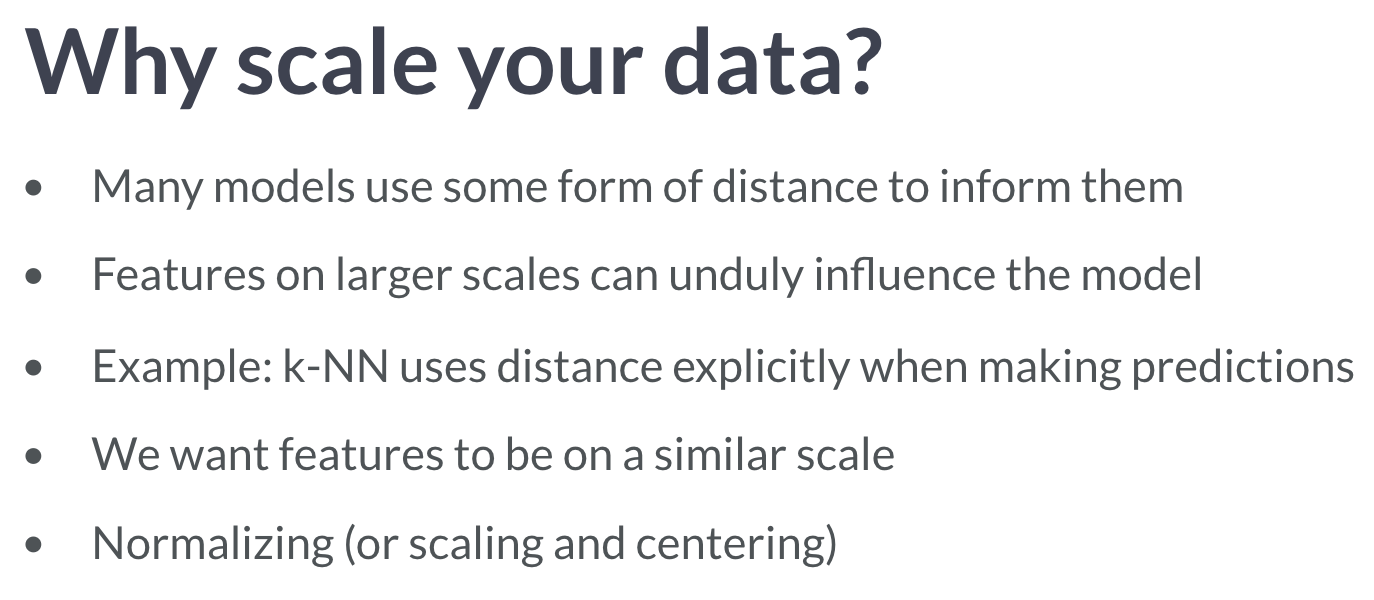 Why scale your data?
• Many models use some form of distance to inform them
• Features on larger scales can unduly influence the model
• Example: k-NN uses distance explicitly when making predictions
• We want features to be on a similar scale
• Normalizing (or scaling and centering)